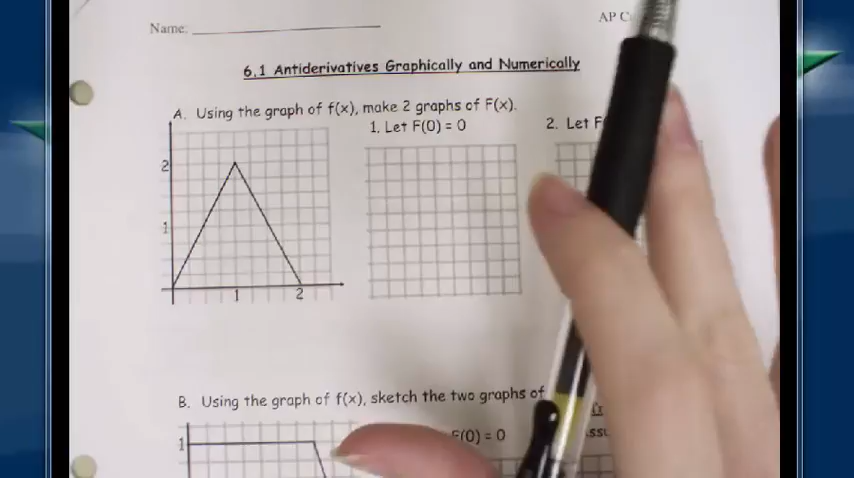 Name:
AP C
6.1 Antiderivatives Graphically and Numerically
A. Using the graph of f(x), make 2 graphs of F(x).
1. Let F(0) = 0
2. Let F
2
1
1
2
B. Using the graph of f(x), sketch the two graphs of
F(0) = 0
1